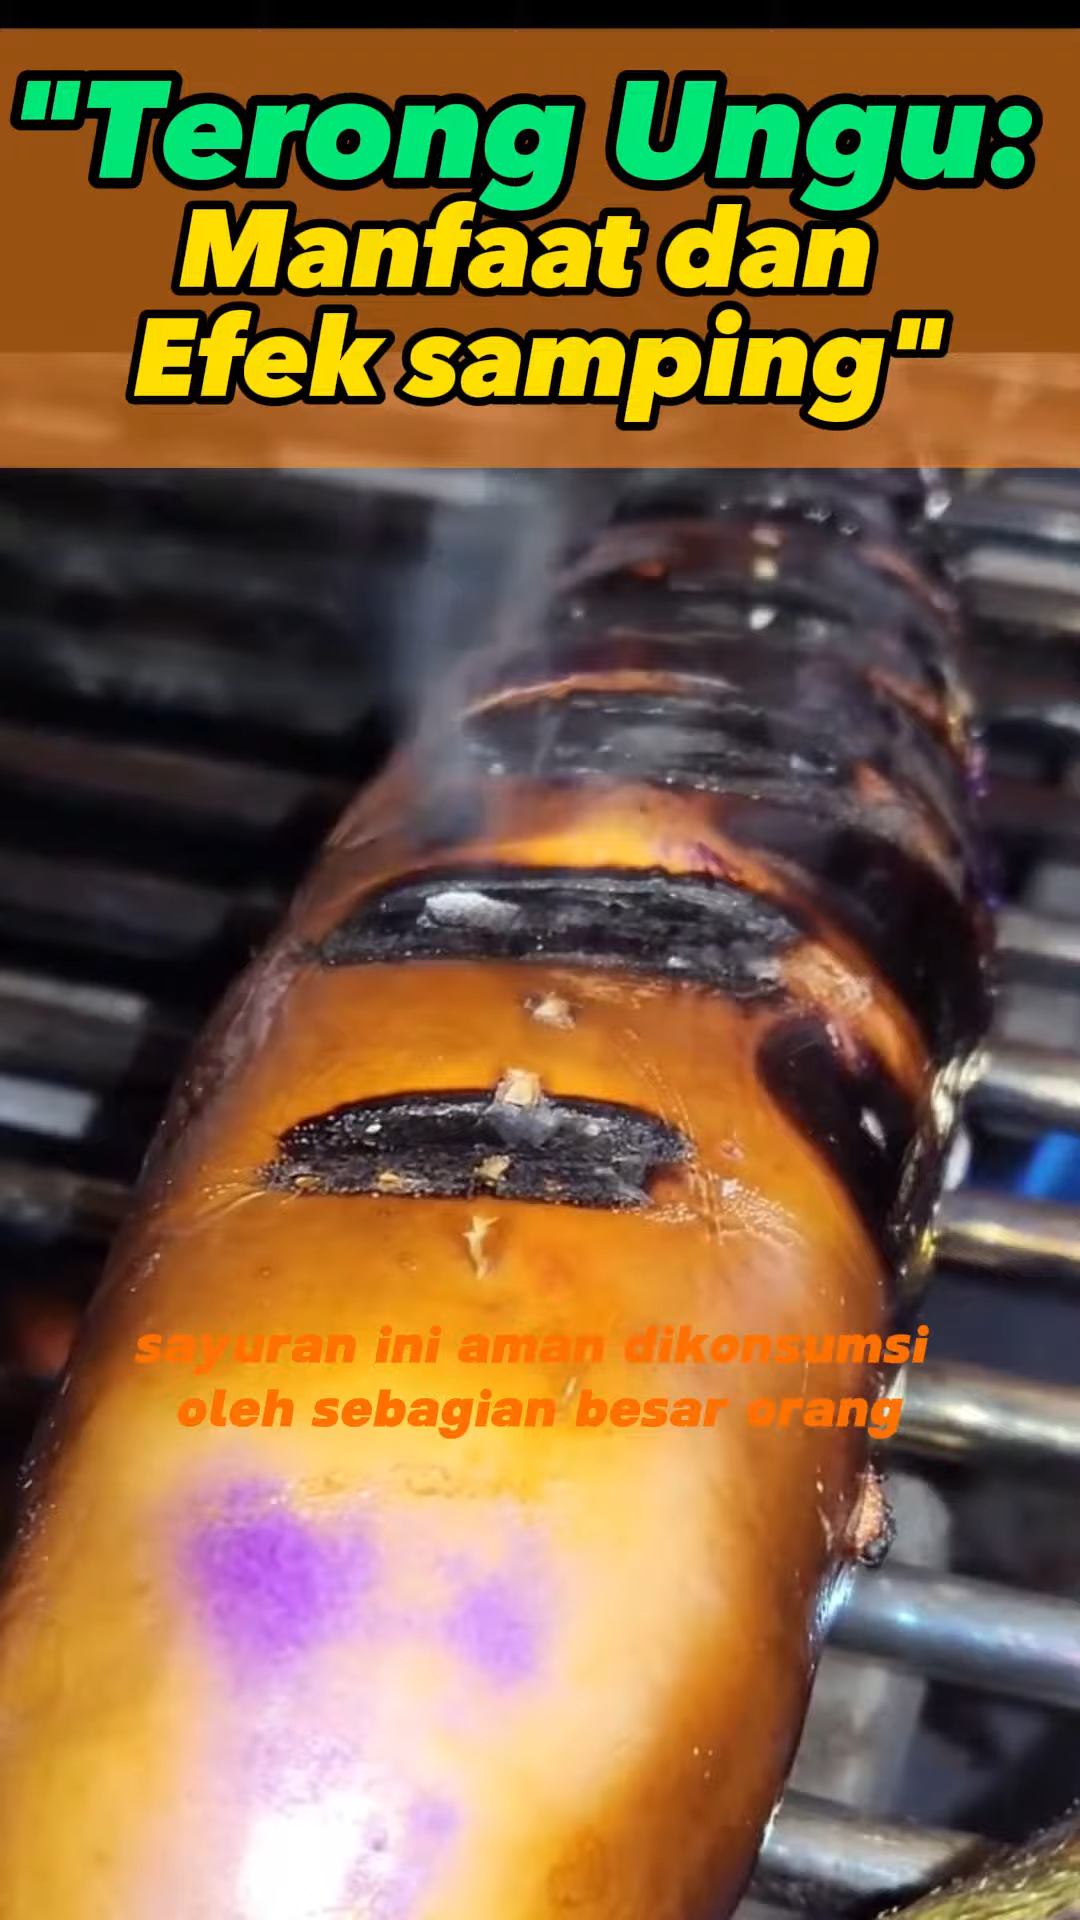 "Terong Ungu:
Manfaat dan
Efek samping"
sayuran ini aman dikonsumsi
oleh sebagian besar orang